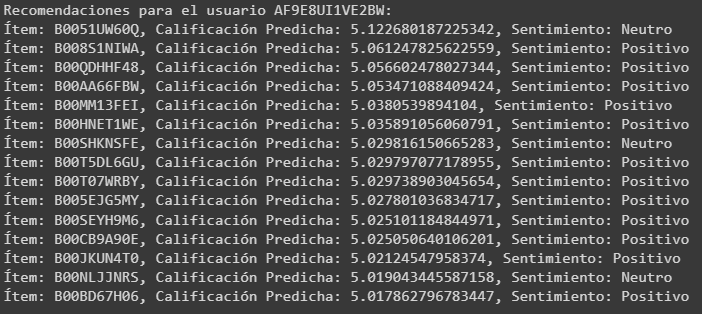 Recomendaciones para el usuario AF9E8UI1VE2BW:
Ítem: B0051UW60Q, Calificación Predicha: 5.122680187225342, Sentimiento: Neutro
Ítem: B008S1NIWA, Calificación Predicha: 5.061247825622559, Sentimiento: Positivo
Ítem: B00QDHHF48, Calificación Predicha: 5.056602478027344, Sentimiento: Positivo
Ítem: B00AA66FBW, Calificación Predicha: 5.053471088409424, Sentimiento: Positivo
Ítem: B00MM13FEI, Calificación Predicha: 5.0380539894104, Sentimiento: Positivo
Ítem: B00HNET1WE, Calificación Predicha: 5.035891056060791, Sentimiento: Positivo
Ítem: B00SHKNSFE, Calificación Predicha: 5.029816150665283, Sentimiento: Neutro
Ítem: B00T5DL6GU, Calificación Predicha: 5.029797077178955, Sentimiento: Positivo
Ítem: B00T07WRBY, Calificación Predicha: 5.029738903045654, Sentimiento: Positivo
Ítem: B005EJG5MY, Calificación Predicha: 5.027801036834717, Sentimiento: Positivo
Ítem: B00SEYH9M6, Calificación Predicha: 5.025101184844971, Sentimiento: Positivo
Ítem: B00CB9A90E, Calificación Predicha: 5.025050640106201, Sentimiento: Positivo
Ítem: B00JKUN4T0, Calificación Predicha: 5.02124547958374, Sentimiento: Positivo
Ítem: B00NLJJNRS, Calificación Predicha: 5.019043445587158, Sentimiento: Neutro
Ítem: B00BD67H06, Calificación Predicha: 5.017862796783447, Sentimiento: Positivo